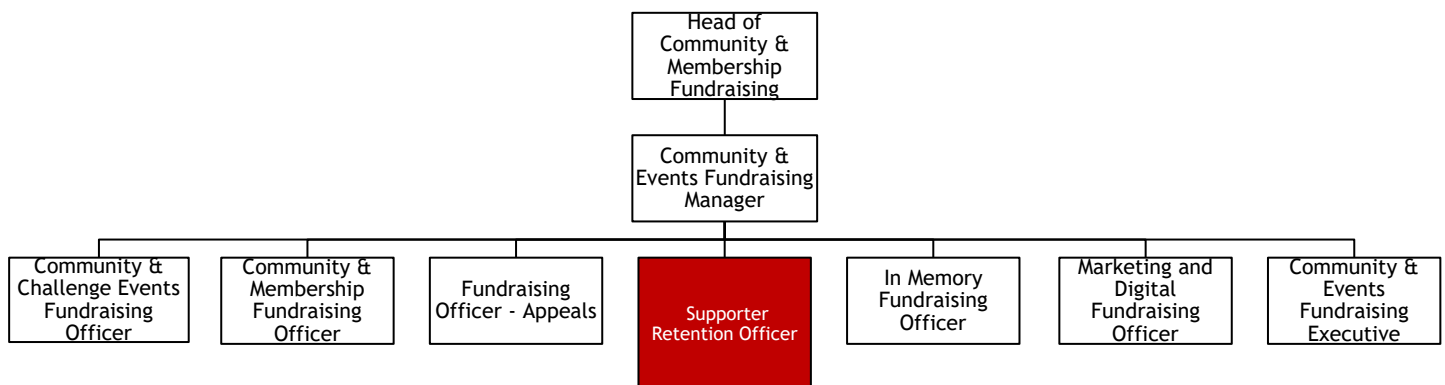 Head of
Community &
Membership
Fundraising
Community &
Events Fundraising
Manager
Community &
Challenge Events
Fundraising
Officer
Community &
Membership
Fundraising
Officer
Fundraising
Officer - Appeals
Supporter
Retention Officer
In Memory
Fundraising
Officer
Marketing and
Digital
Fundraising
Officer
Community &
Events
Fundraising
Executive